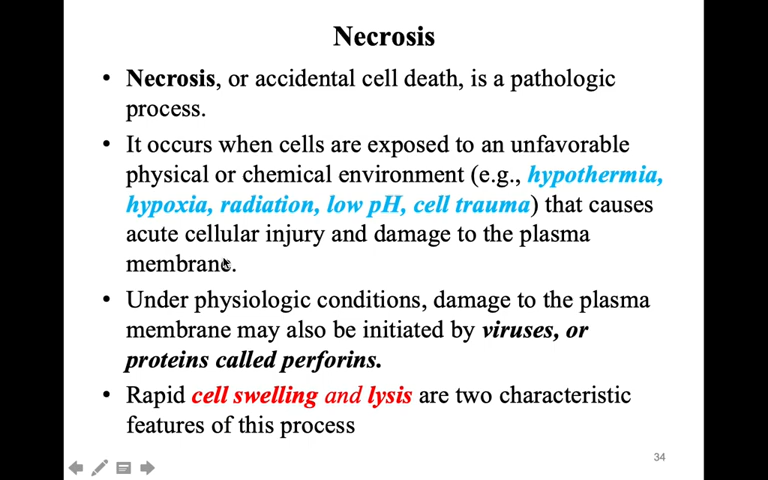 Necrosis
• Necrosis, or accidental cell death, is a pathologic
process.
• It occurs when cells are exposed to an unfavorable
physical or chemical environment (e.g., hypothermia,
hypoxia, radiation, low pH, cell trauma) that causes
acute cellular injury and damage to the plasma
membrane.
• Under physiologic conditions, damage to the plasma
membrane may also be initiated by viruses, or
proteins called perforins.
• Rapid cell swelling and lysis are two characteristic
features of this process
34